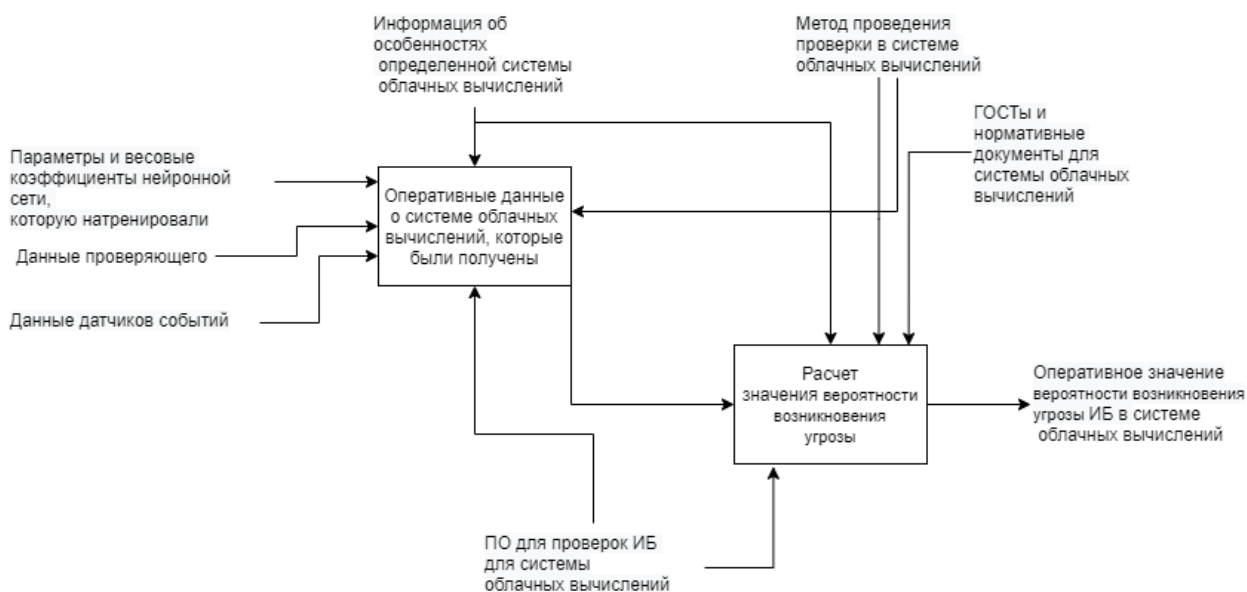 Информация об
особенностях
определенной системы
облачных вычислений
Метод проведения
проверки в системе
облачных вычислений
ГОСТы и
нормативные
документы для
системы облачных
вычислений
Параметры и весовые
коэффициенты нейронной
сети,
которую натренировали
Данные проверяющего
Данные датчиков событий
Оперативные данные
о системе облачных
вычислений, которые
были получены
Расчет
значения вероятности
возникновения
угрозы
Оперативное значение
вероятности возникновения
угрозы ИБ в системе
облачных вычислений
ПО для проверок ИБ
для системы
облачных вычислений